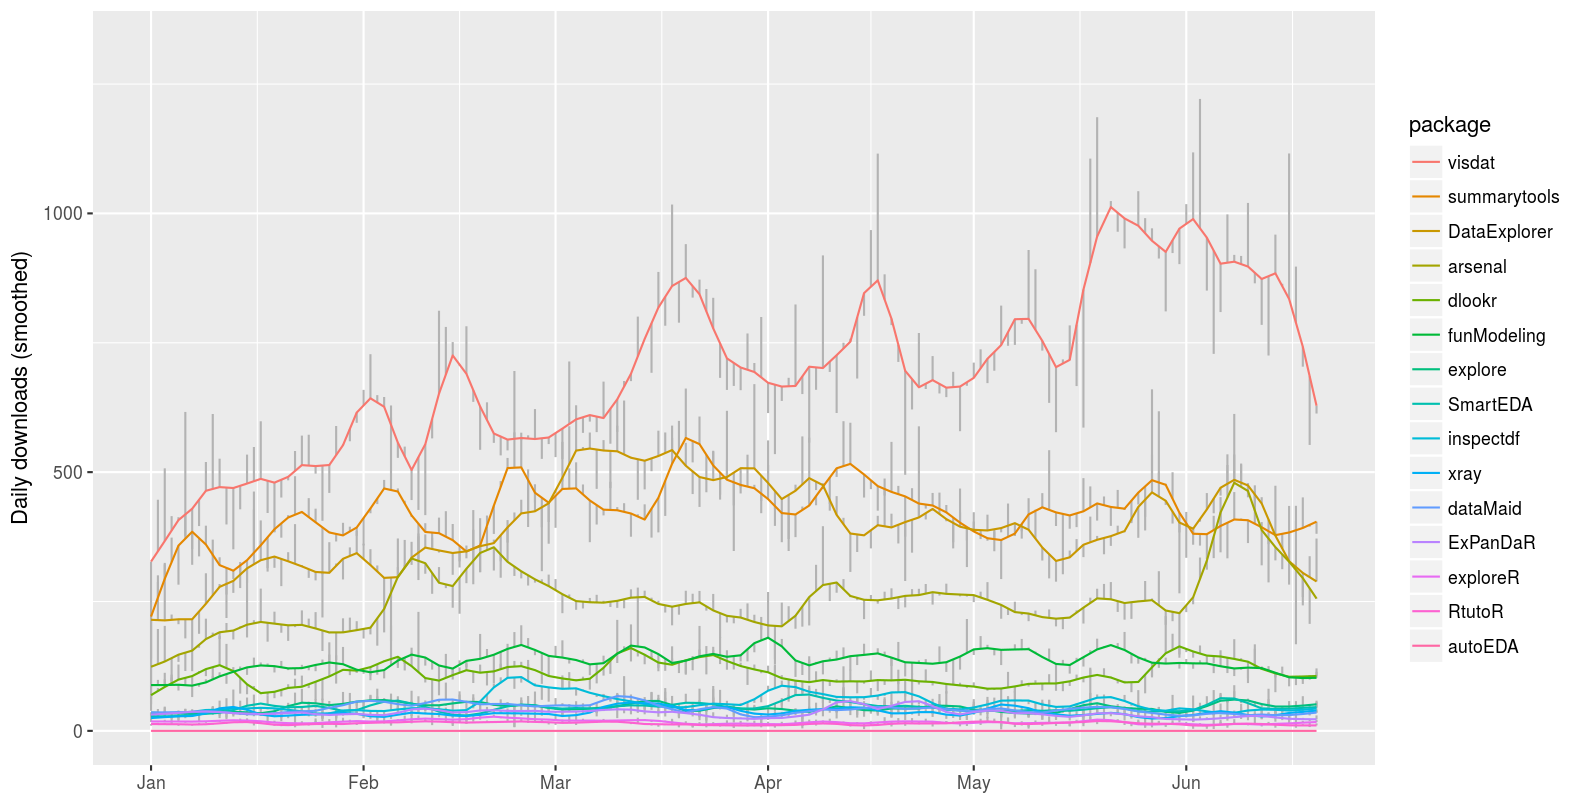 Daily downloads (smoothed)
1000
500
0
Jan Feb Mar Apr May Jun
package
visdat
summarytools
DataExplorer
arsenal
dlookr
funModeling
explore
SmartEDA
inspectdf
xray
dataMaid
ExPanDaR
exploreR
RtutoR
autoEDA